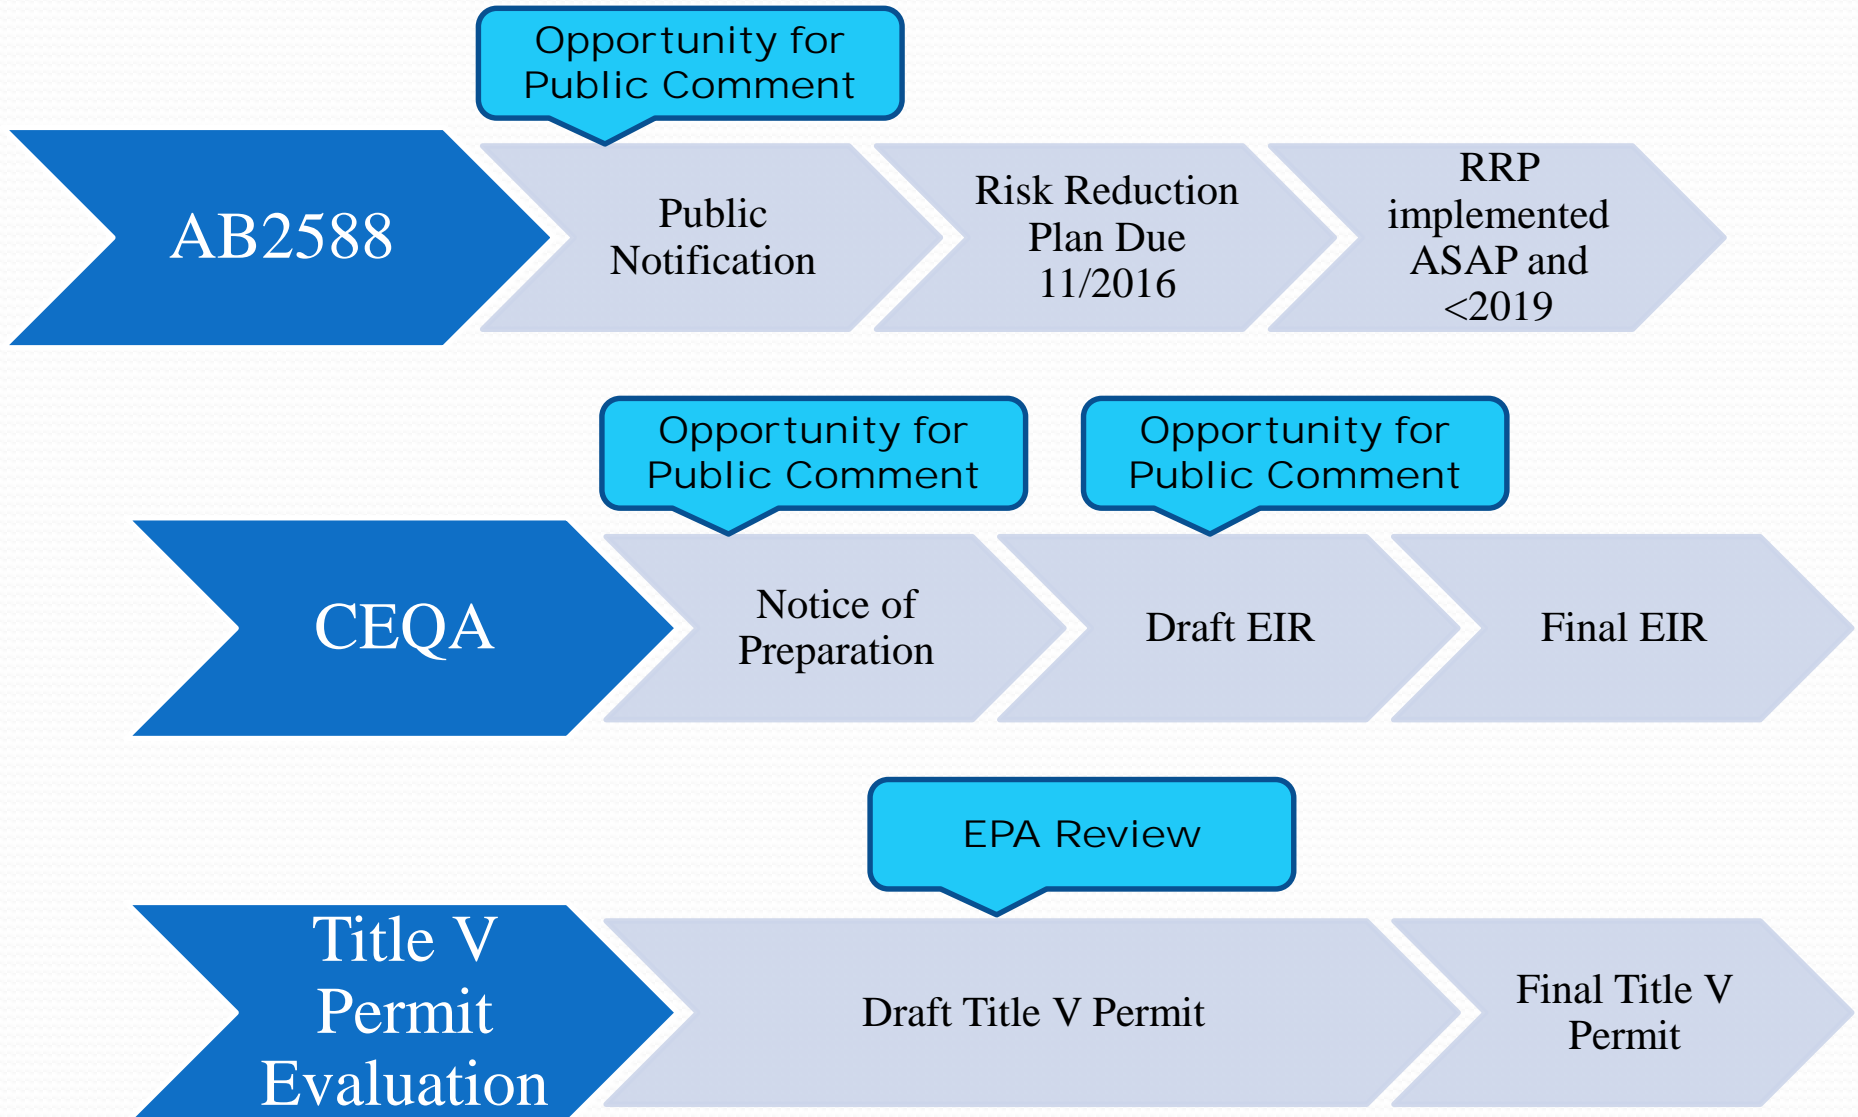 Opportunity for
Public Comment
AB2588
Public
Notification
Risk Reduction
Plan Due
11/2016
RRP
implemented
ASAP and
<2019
Opportunity for
Public Comment
Opportunity for
Public Comment
CEQA
Notice of
Preparation
Draft EIR
Final EIR
EPA Review
Title V
Permit
Evaluation
Draft Title V Permit
Final Title V
Permit